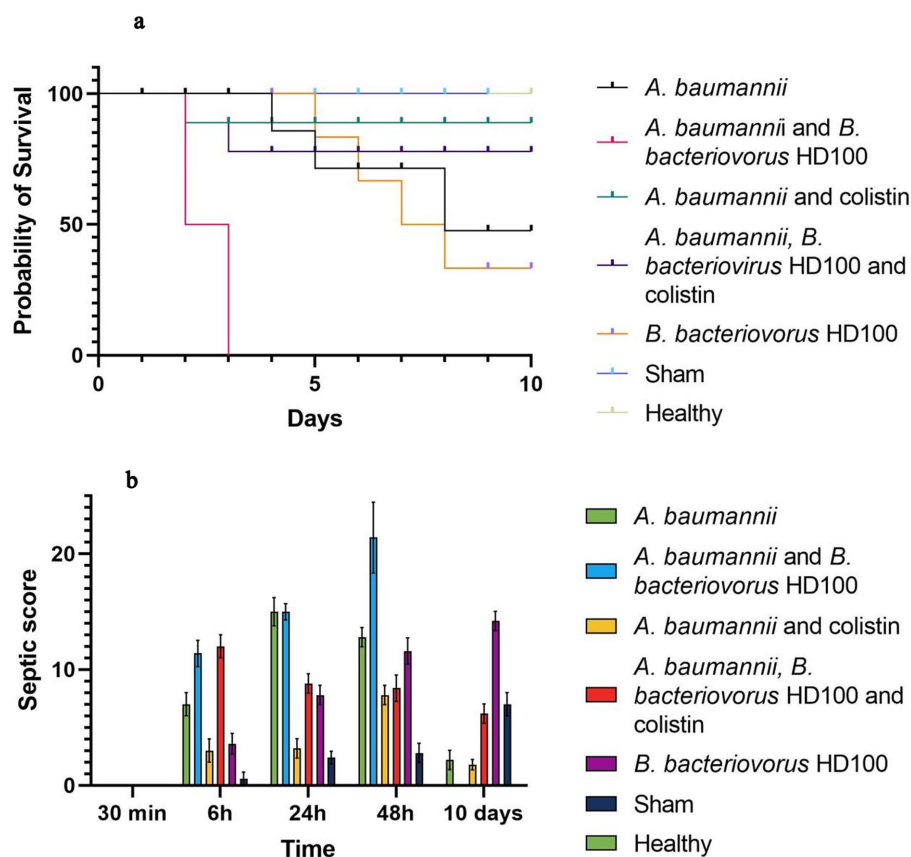 a
Probability of Survival
100
50
0
0
5
10
Days
A. baumannii
A. baumannii and B.
bacteriovorus HD100
A. baumannii and colistin
A. baumannii, B.
bacteriovirus HD100 and
colistin
B. bacteriovorus HD100
Sham
Healthy
b
Septic score
20
10
0
30 min
6h
24h
48h
10 days
Time
A. baumannii
A. baumannii and B.
bacteriovorus HD100
A. baumannii and colistin
A. baumannii, B.
bacteriovorus HD100 and
colistin
B. bacteriovorus HD100
Sham
Healthy